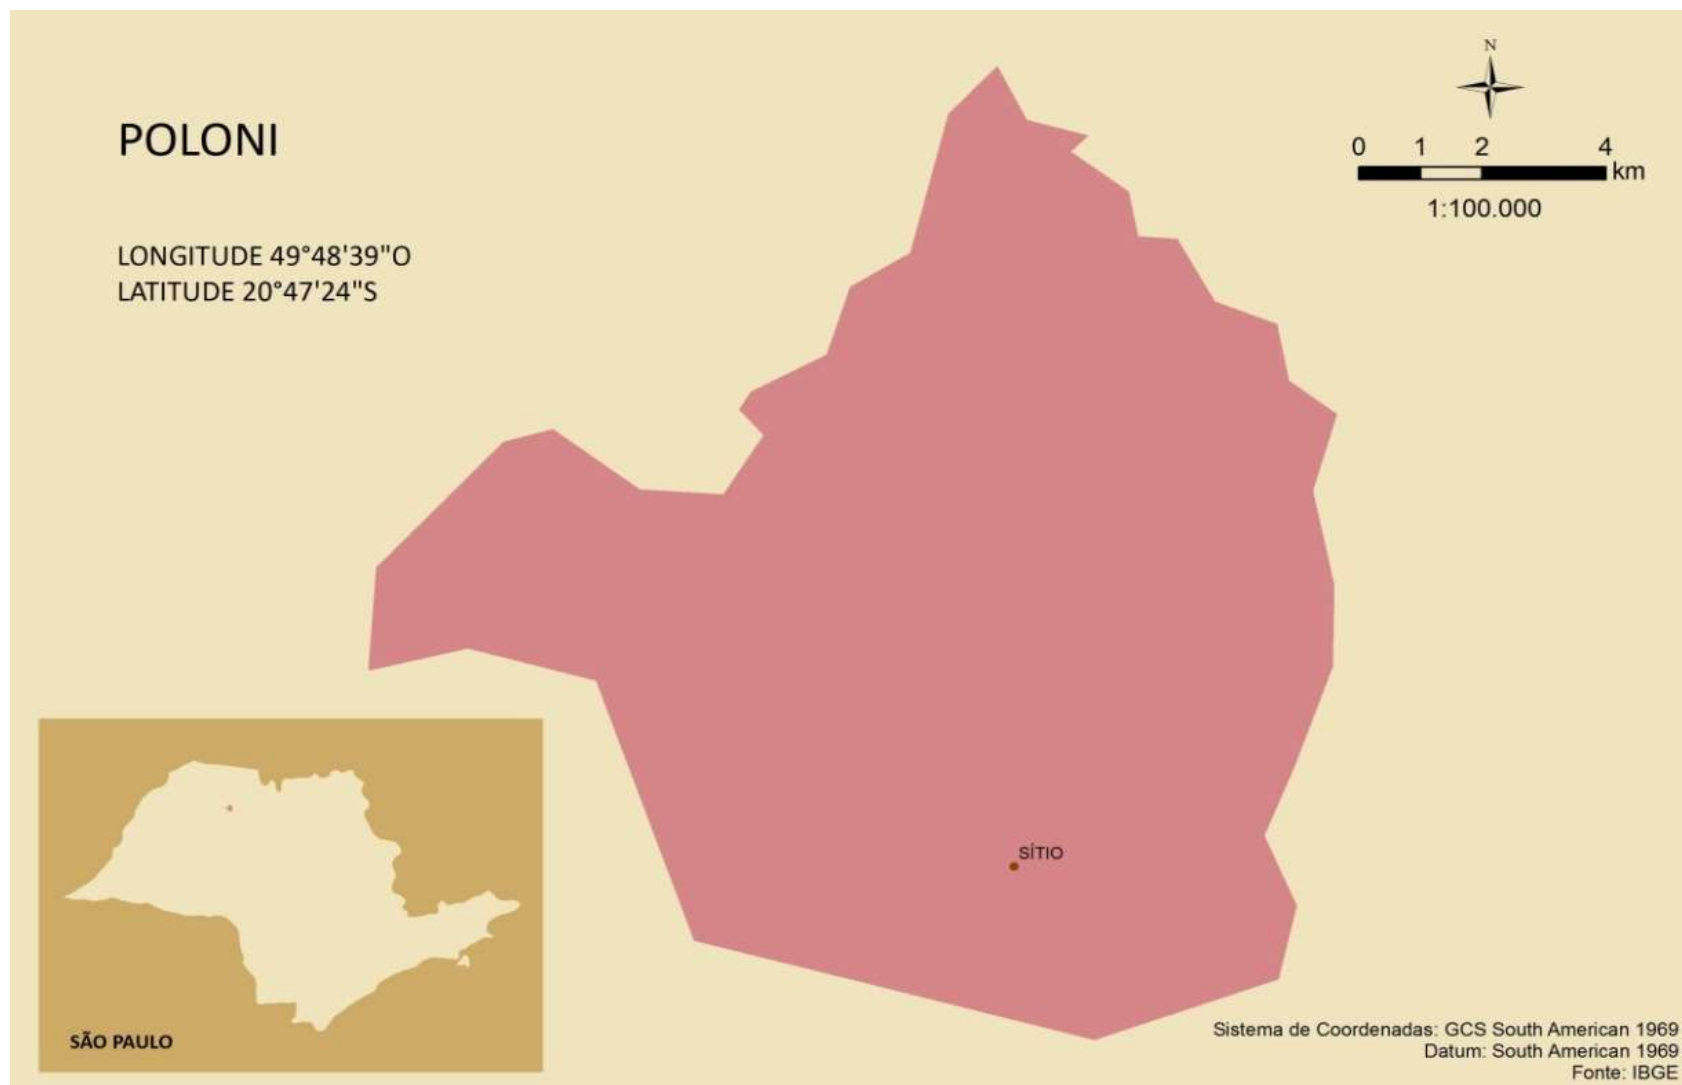 POLONI
LONGITUDE 49°48'39"O
LATITUDE 20°47'24"S
N
0 1 2 4
km
1:100.000
SÍTIO
SÃO PAULO
Sistema de Coordenadas: GCS South American 1969
Datum: South American 1969
Fonte: IBGE